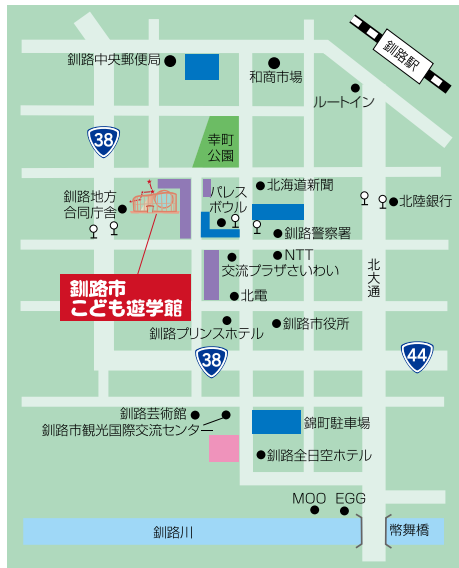 釧路駅
釧路中央郵便局
和商市場
ルートイン
38
幸町
公園
釧路地方
合同庁舎
パレス
ボウル
北海道新聞
北陸銀行
釧路警察署
NTT
交流プラザさいわい
北大通
釧路市
こども遊学館
北電
釧路プリンスホテル
釧路市役所
38
44
釧路芸術館
釧路市観光国際交流センター
錦町駐車場
釧路全日空ホテル
MOO
EGG
釧路川
幣舞橋